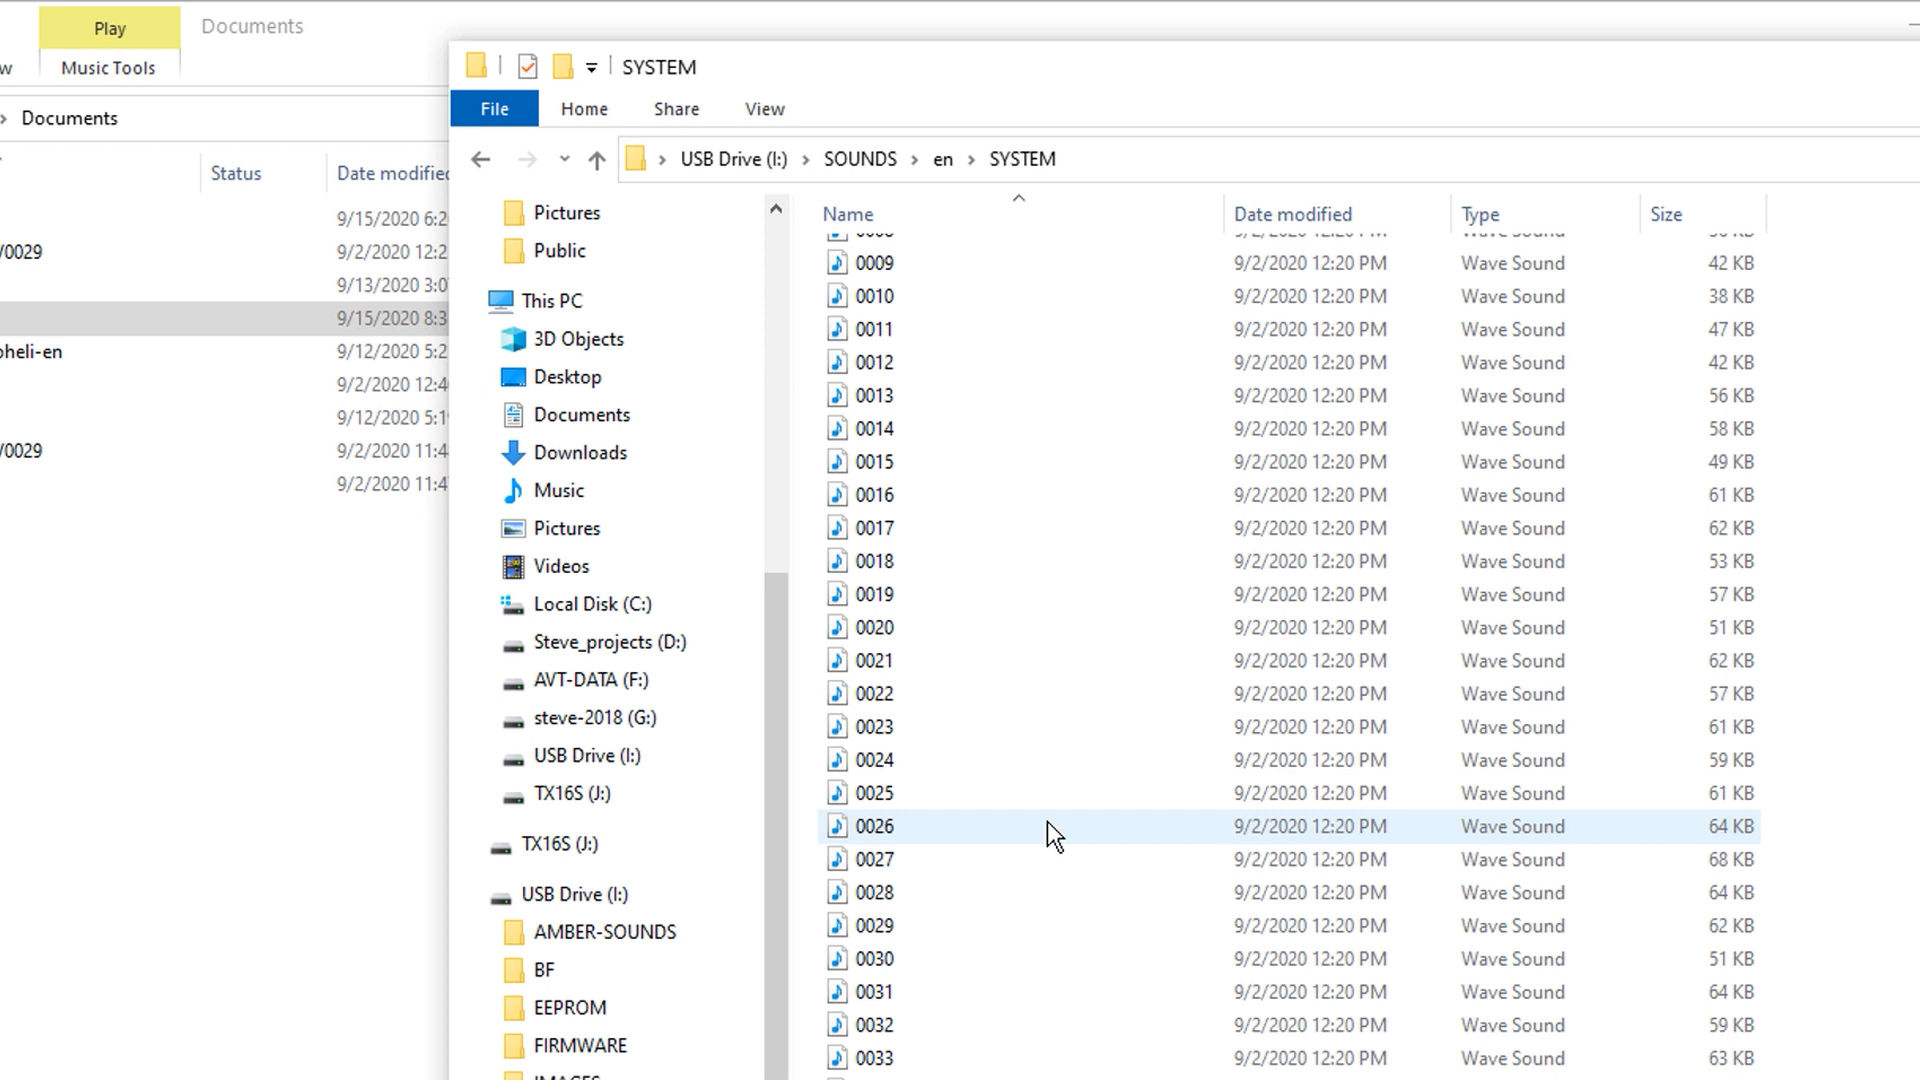 Play
Documents
w
Music Tools
> Documents
Status
Date modified
9/15/2020 6:2
/0029
9/2/2020 12:2
9/13/2020 3:0
9/15/2020 8:3
oheli-en
9/12/2020 5:2
9/2/2020 12:4
9/12/2020 5:1
/0029
9/2/2020 11:4
9/2/2020 11:4
SYSTEM
File Home Share View
USB Drive (I:) > SOUNDS > en > SYSTEM
Pictures
Public
This PC
3D Objects
Desktop
Documents
Downloads
Music
Pictures
Videos
Local Disk (C:)
Steve_projects (D:)
AVT-DATA (F:)
steve-2018 (G:)
USB Drive (I:)
TX16S (J:)
TX16S (J:)
USB Drive (I:)
AMBER-SOUNDS
BF
EEPROM
FIRMWARE
IMAGES
Name Date modified Type Size
0009 9/2/2020 12:20 PM Wave Sound 42 KB
0010 9/2/2020 12:20 PM Wave Sound 38 KB
0011 9/2/2020 12:20 PM Wave Sound 47 KB
0012 9/2/2020 12:20 PM Wave Sound 42 KB
0013 9/2/2020 12:20 PM Wave Sound 56 KB
0014 9/2/2020 12:20 PM Wave Sound 58 KB
0015 9/2/2020 12:20 PM Wave Sound 49 KB
0016 9/2/2020 12:20 PM Wave Sound 61 KB
0017 9/2/2020 12:20 PM Wave Sound 62 KB
0018 9/2/2020 12:20 PM Wave Sound 53 KB
0019 9/2/2020 12:20 PM Wave Sound 57 KB
0020 9/2/2020 12:20 PM Wave Sound 51 KB
0021 9/2/2020 12:20 PM Wave Sound 62 KB
0022 9/2/2020 12:20 PM Wave Sound 57 KB
0023 9/2/2020 12:20 PM Wave Sound 61 KB
0024 9/2/2020 12:20 PM Wave Sound 59 KB
0025 9/2/2020 12:20 PM Wave Sound 61 KB
0026 9/2/2020 12:20 PM Wave Sound 64 KB
0027 9/2/2020 12:20 PM Wave Sound 68 KB
0028 9/2/2020 12:20 PM Wave Sound 64 KB
0029 9/2/2020 12:20 PM Wave Sound 62 KB
0030 9/2/2020 12:20 PM Wave Sound 51 KB
0031 9/2/2020 12:20 PM Wave Sound 64 KB
0032 9/2/2020 12:20 PM Wave Sound 59 KB
0033 9/2/2020 12:20 PM Wave Sound 63 KB